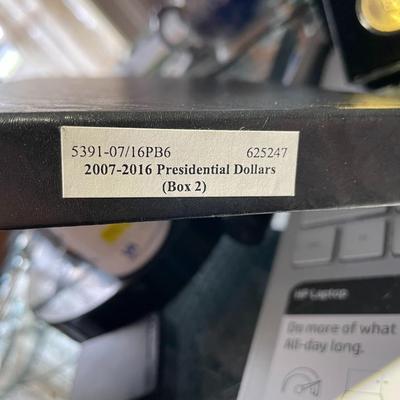 5391-07/16PB6 625247
2007-2016 Presidential Dollars
(Box 2)
HP Laptop
Do more of what
All-day long.